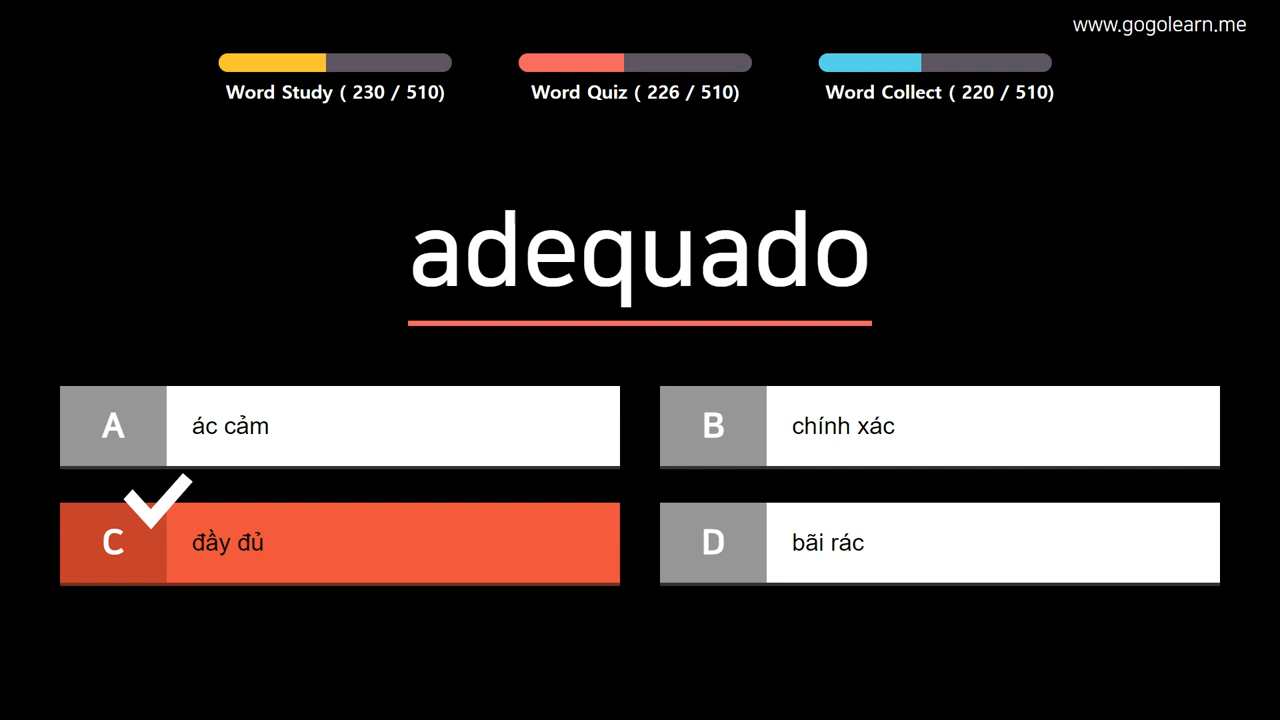 www.gogolearn.me
Word Study ( 230 / 510)
Word Quiz ( 226 / 510)
Word Collect ( 220 / 510)
adequado
A ác cảm
B chính xác
C đầy đủ
D bãi rác